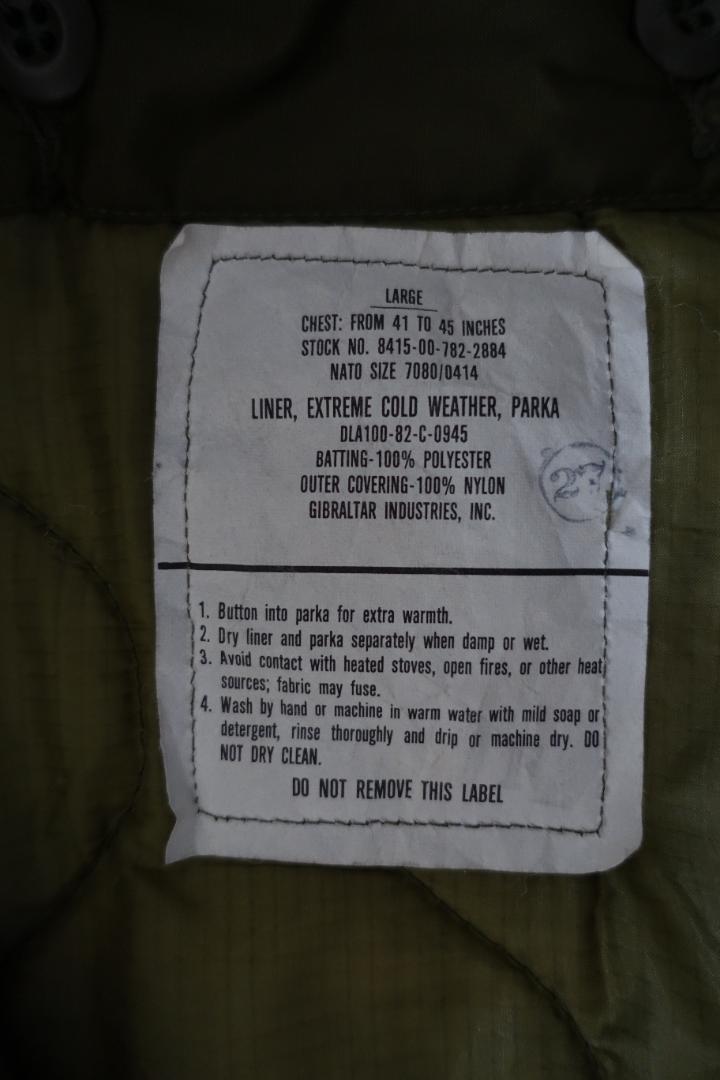 LARGE
CHEST: FROM 41 TO 45 INCHES
STOCK NO. 8415-00-782-2884
NATO SIZE 7080/0414
LINER, EXTREME COLD WEATHER, PARKA
DLA100-82-C-0945
BATTING-100% POLYESTER
27
OUTER COVERING-100% NYLON
GIBRALTAR INDUSTRIES, INC.
1. Button into parka for extra warmth.
2. Dry liner and parka separately when damp or wet.
3. Avoid contact with heated stoves, open fires, or other heat
sources; fabric may fuse.
4. Wash by hand or machine in warm water with mild soap or
detergent, rinse thoroughly and drip or machine dry. DO
NOT DRY CLEAN.
DO NOT REMOVE THIS LABEL